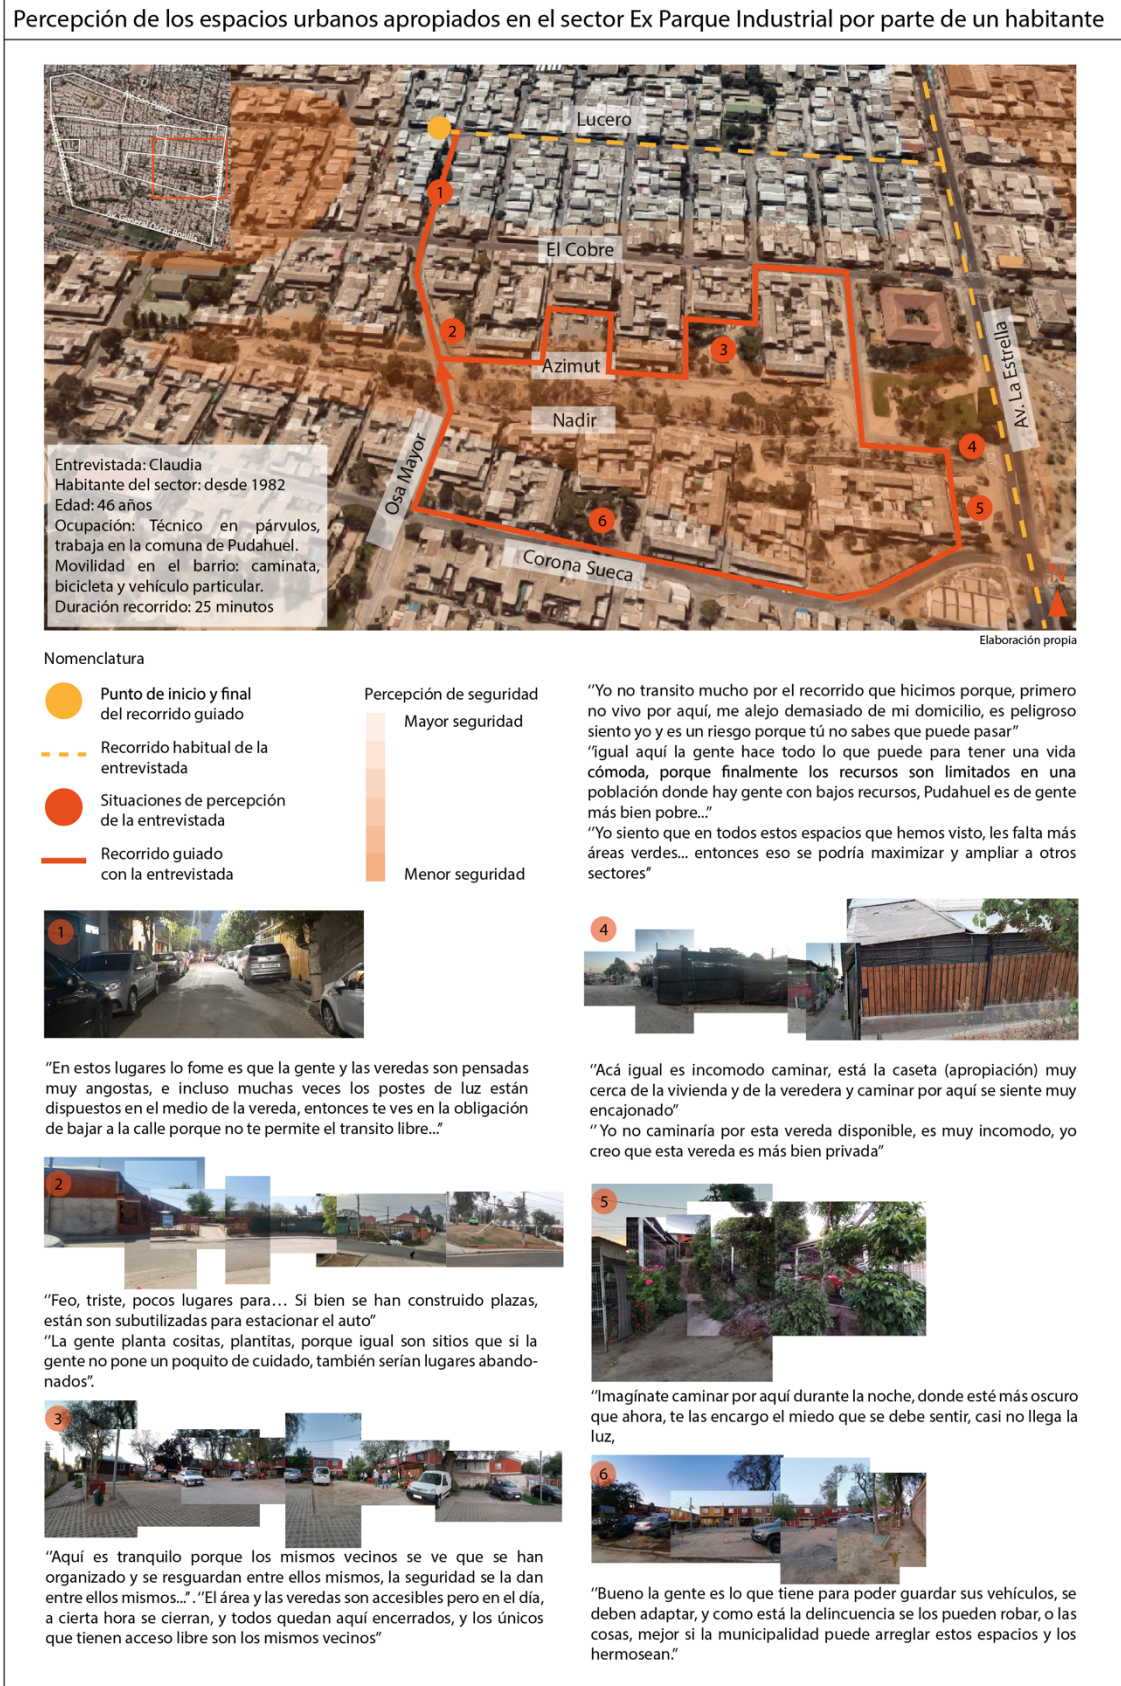 Percepción de los espacios urbanos apropiados en el sector Ex Parque Industrial por parte de un habitante
Av. San Pablo
Av. General Oscar Bonilla
Lucero
1
El Cobre
2
3
Azimut
Av. La Estrella
Nadir
4
Osa Mayor
5
6
Corona Sueca
N
Entrevistada: Claudia
Habitante del sector: desde 1982
Edad: 46 años
Ocupación: Técnico en párvulos,
trabaja en la comuna de Pudahuel.
Movilidad en el barrio: caminata,
bicicleta y vehículo particular.
Duración recorrido: 25 minutos
Elaboración propia
Nomenclatura
Punto de inicio y final
del recorrido guiado
Recorrido habitual de la
entrevistada
Situaciones de percepción
de la entrevistada
Recorrido guiado
con la entrevistada
Percepción de seguridad
Mayor seguridad
Menor seguridad
‘’Yo no transito mucho por el recorrido que hicimos porque, primero
no vivo por aquí, me alejo demasiado de mi domicilio, es peligroso
siento yo y es un riesgo porque tú no sabes que puede pasar”
‘’igual aquí la gente hace todo lo que puede para tener una vida
cómoda, porque finalmente los recursos son limitados en una
población donde hay gente con bajos recursos, Pudahuel es de gente
más bien pobre...’’
‘’Yo siento que en todos estos espacios que hemos visto, les falta más
áreas verdes... entonces eso se podría maximizar y ampliar a otros
sectores’’
1
‘’En estos lugares lo fome es que la gente y las veredas son pensadas
muy angostas, e incluso muchas veces los postes de luz están
dispuestos en el medio de la vereda, entonces te ves en la obligación
de bajar a la calle porque no te permite el transito libre...’’
2
‘’Feo, triste, pocos lugares para… Si bien se han construido plazas,
están son subutilizadas para estacionar el auto”
‘’La gente planta cositas, plantitas, porque igual son sitios que si la
gente no pone un poquito de cuidado, también serían lugares abando-
nados’’.
3
‘’Aquí es tranquilo porque los mismos vecinos se ve que se han
organizado y se resguardan entre ellos mismos, la seguridad se la dan
entre ellos mismos...’’ . ‘’El área y las veredas son accesibles pero en el día,
a cierta hora se cierran, y todos quedan aquí encerrados, y los únicos
que tienen acceso libre son los mismos vecinos”
4
‘’Acá igual es incomodo caminar, está la caseta (apropiación) muy
cerca de la vivienda y de la veredera y caminar por aquí se siente muy
encajonado”
‘’ Yo no caminaría por esta vereda disponible, es muy incomodo, yo
creo que esta vereda es más bien privada”
5
‘’Imagínate caminar por aquí durante la noche, donde esté más oscuro
que ahora, te las encargo el miedo que se debe sentir, casi no llega la
luz,
6
‘’Bueno la gente es lo que tiene para poder guardar sus vehículos, se
deben adaptar, y como está la delincuencia se los pueden robar, o las
cosas, mejor si la municipalidad puede arreglar estos espacios y los
hermosean.”